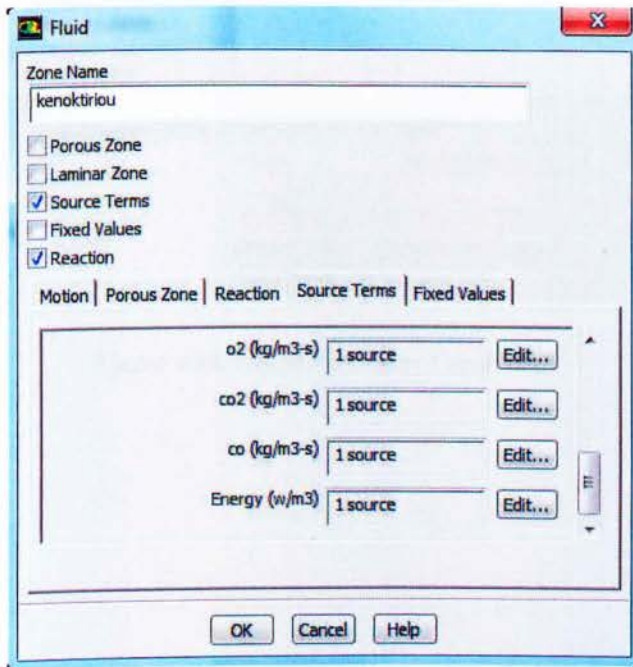 Fluid
Zone Name
kenoktiriou
Porous Zone
Laminar Zone
Source Terms
Fixed Values
Reaction
Motion Porous Zone Reaction Source Terms Fixed Values
o2 (kg/m3-s) 1 source Edit...
co2 (kg/m3-s) 1 source Edit...
co (kg/m3-s) 1 source Edit...
Energy (w/m3) 1 source Edit...
OK Cancel Help